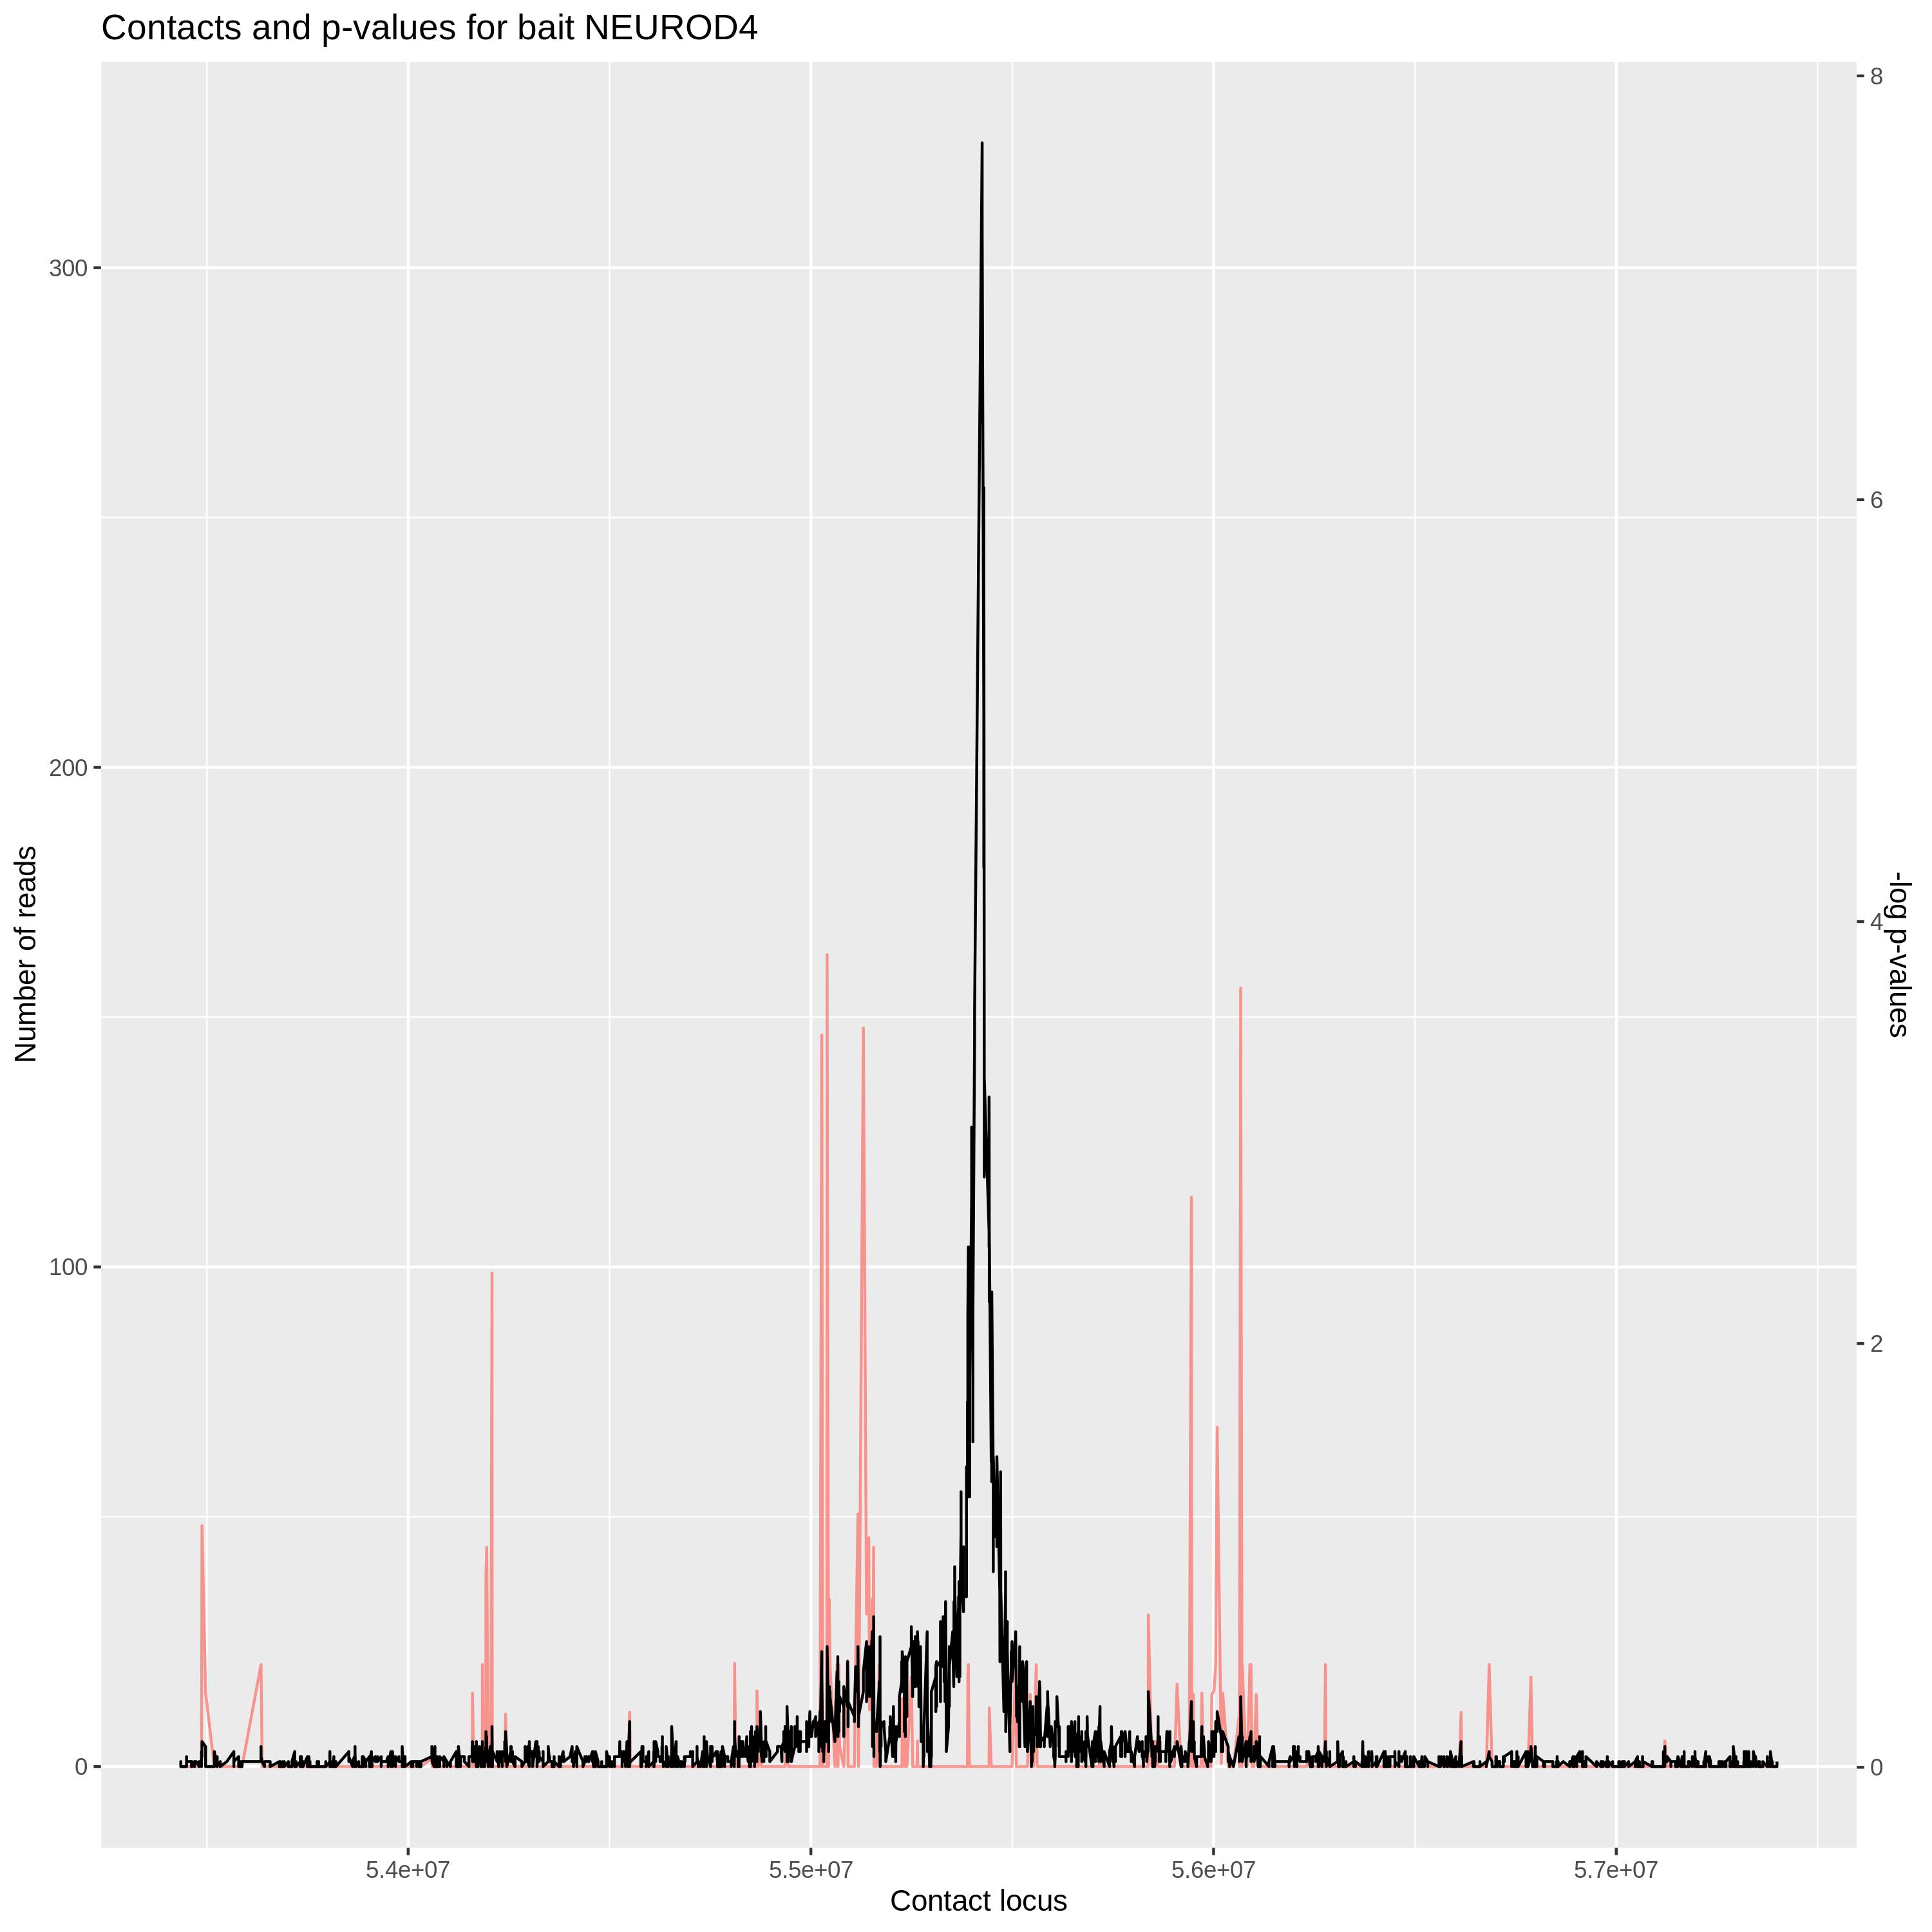 Contacts and p-values for bait NEUROD4
300
200
100
0
Number of reads
8
6
4
2
0
-log p-values
5.4e+07 5.5e+07 5.6e+07 5.7e+07
Contact locus